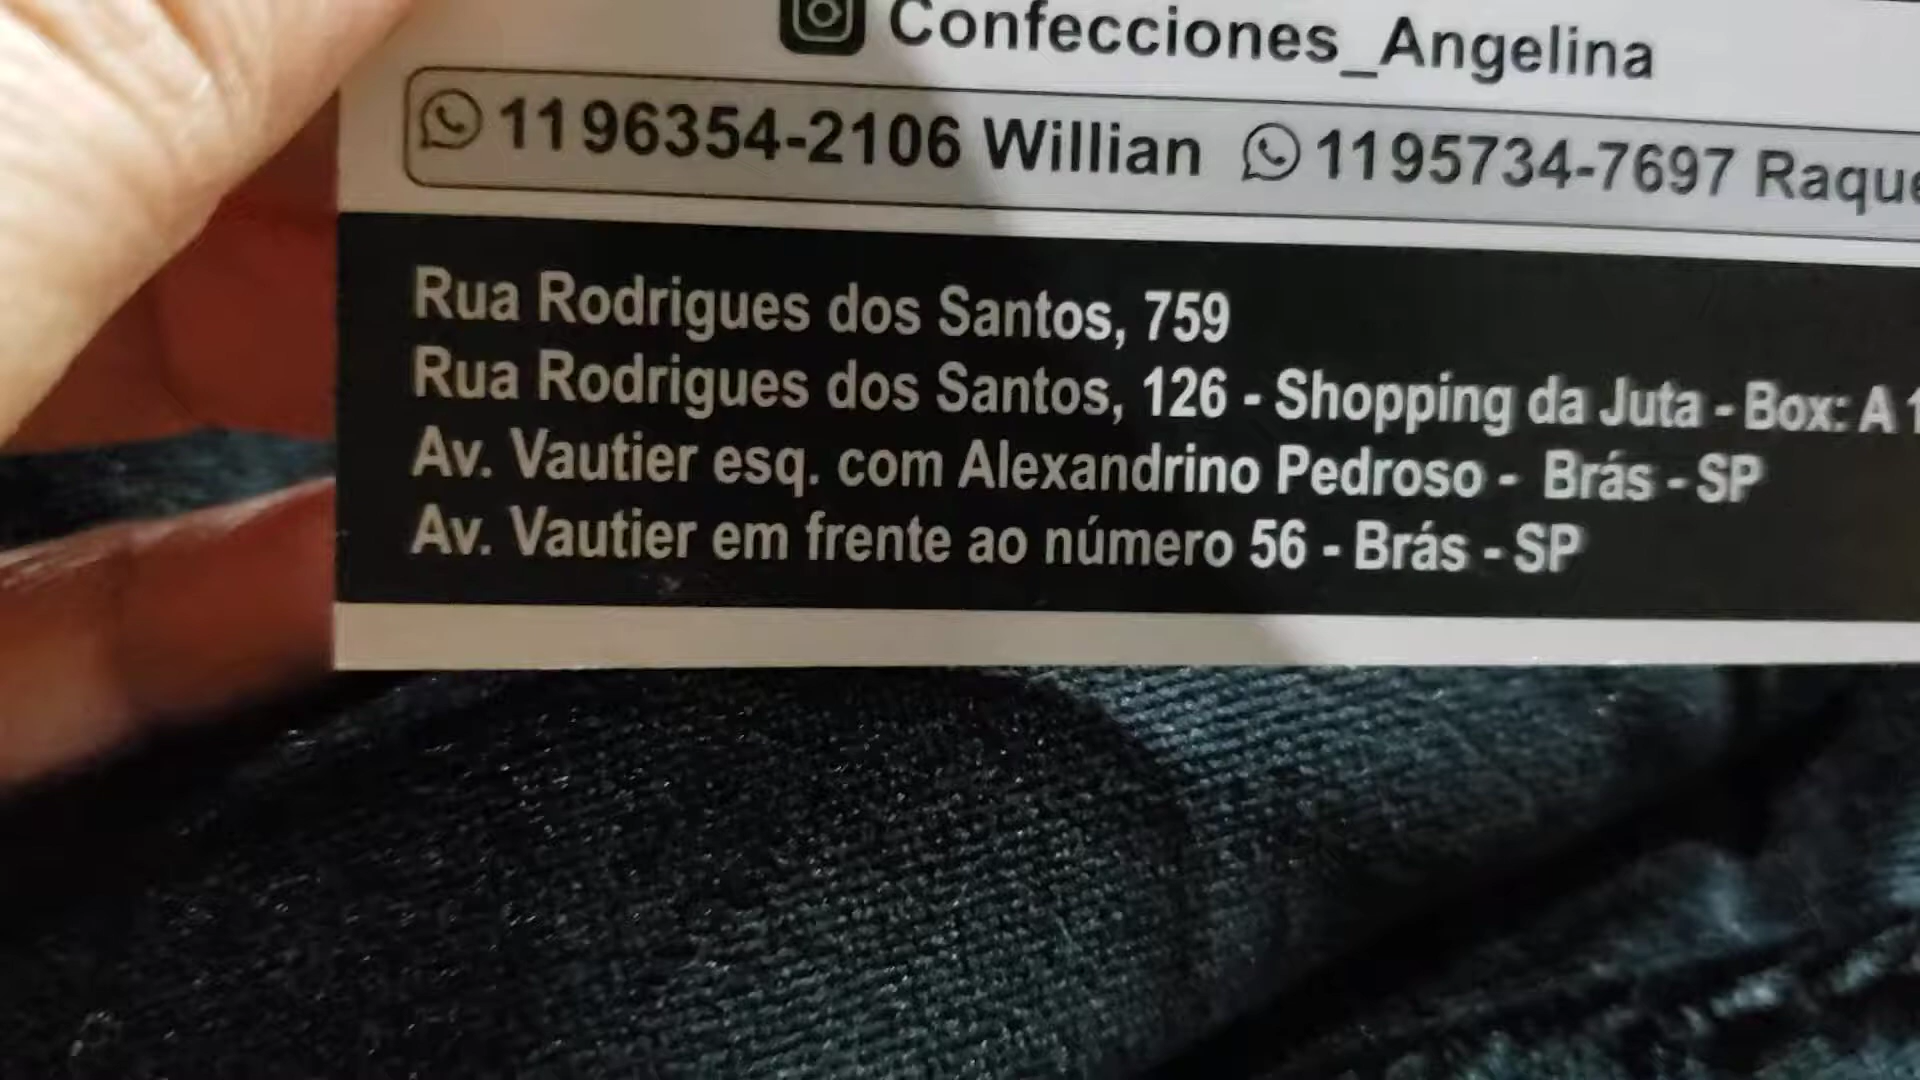 Confecciones_Angelina
1196354-2106 Willian 1195734-7697
Rua Rodrigues dos Santos, 759
Rua Rodrigues dos Santos, 126 - Shopping da Juta - Box: A
Av. Vautier esq. com Alexandrino Pedroso - Brás - SP
Av. Vautier em frente ao número 56 - Brás - SP